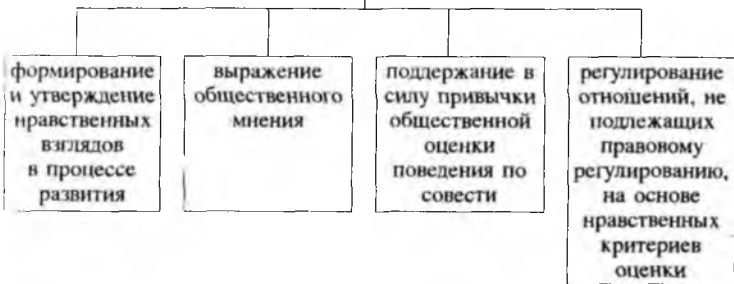 формирование
и утверждение
нравственных
взглядов
в процессе
развития
выражение
общественного
мнения
поддержание в
силу привычки
общественной
оценки
поведения по
совести
регулирование
отношений, не
подлежащих
правовому
регулированию,
на основе
нравственных
критериев
оценки